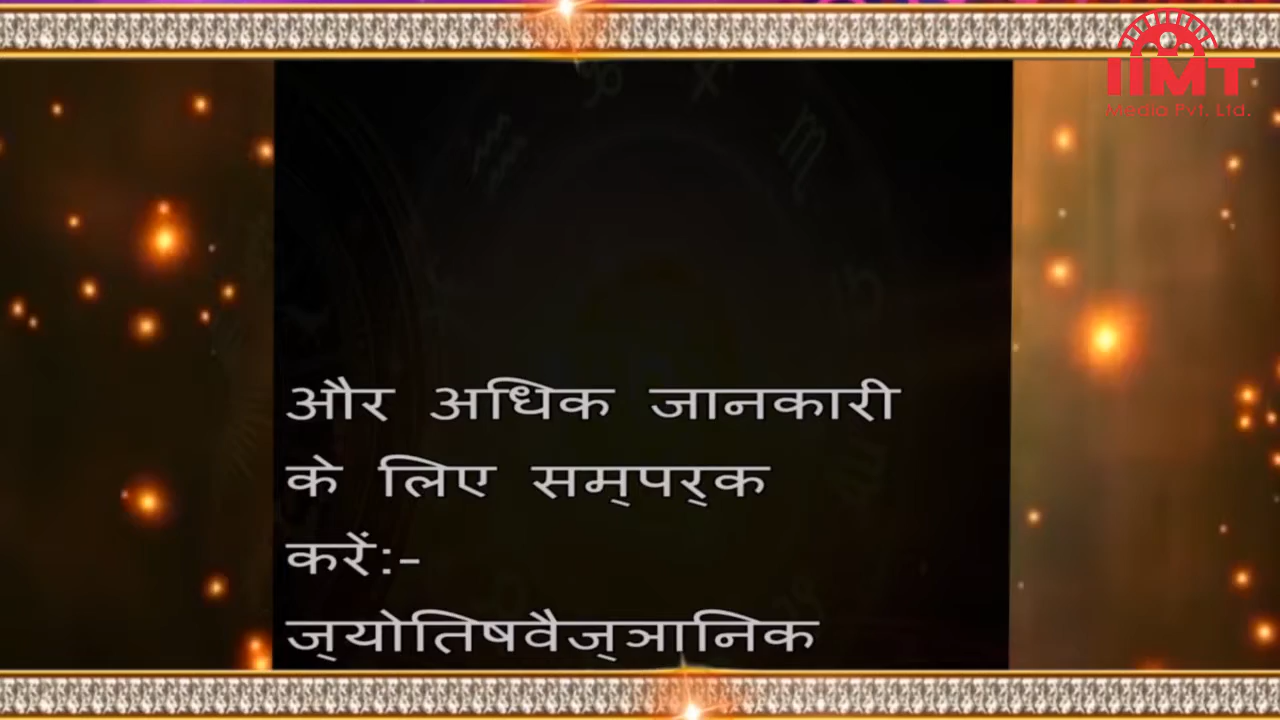 IIMT
Media Pvt. Ltd.
और अधिक जानकारी
के लिए सम्पर्क
करें:-
ज्योतिषवैज्ञानिक